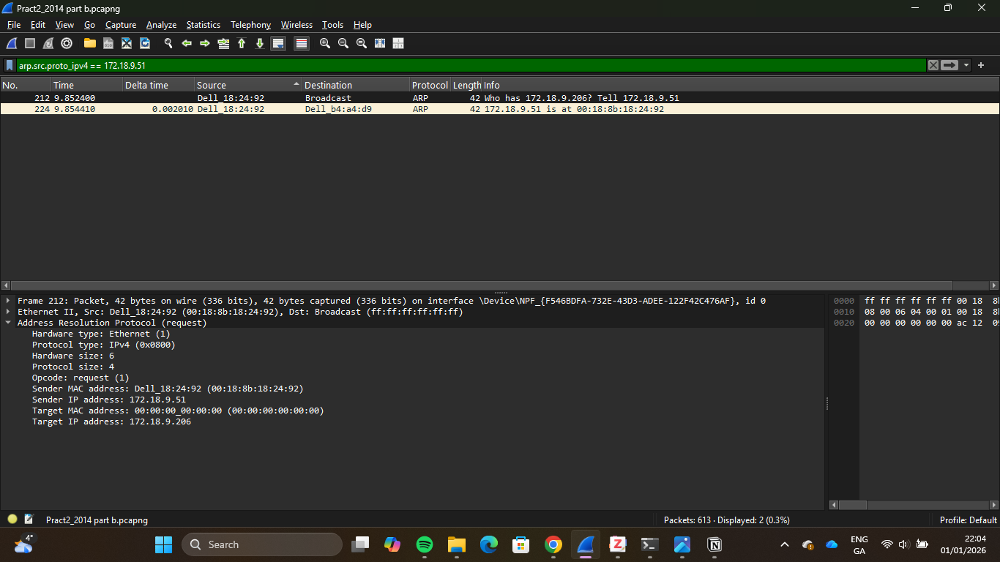 Pract2_2014 part b.pcapng
File Edit View Go Capture Analyze Statistics Telephony Wireless Tools Help
arp.src.proto_ipv4 == 172.18.9.51
No. Time Delta time Source Destination Protocol Length Info
212 9.852400 Dell_18:24:92 Broadcast ARP 42 Who has 172.18.9.206? Tell 172.18.9.51
224 9.854410 0.002010 Dell_18:24:92 Dell_b4:a4:d9 ARP 42 172.18.9.51 is at 00:18:8b:18:24:92
Frame 212: Packet, 42 bytes on wire (336 bits), 42 bytes captured (336 bits) on interface \Device\NPF_{F546BDFA-732E-43D3-ADEE-122F42C476AF}, id 0
Ethernet II, Src: Dell_18:24:92 (00:18:8b:18:24:92), Dst: Broadcast (ff:ff:ff:ff:ff:ff)
Address Resolution Protocol (request)
Hardware type: Ethernet (1)
Protocol type: IPv4 (0x0800)
Hardware size: 6
Protocol size: 4
Opcode: request (1)
Sender MAC address: Dell_18:24:92 (00:18:8b:18:24:92)
Sender IP address: 172.18.9.51
Target MAC address: 00:00:00_00:00:00 (00:00:00:00:00:00)
Target IP address: 172.18.9.206
0000 ff ff ff ff ff ff 00 18
0010 08 00 06 04 00 01 00 18
0020 00 00 00 00 00 00 ac 12
Pract2_2014 part b.pcapng
Packets: 613 · Displayed: 2 (0.3%)
Profile: Default
4°
Search
ENG
GA
22:04
01/01/2026